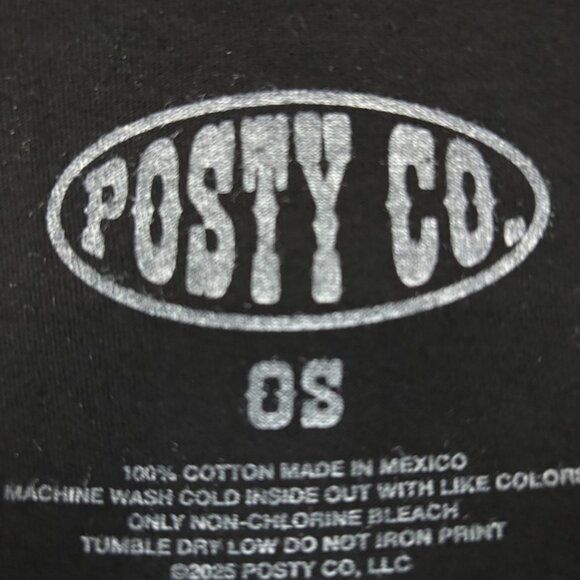 POSTY CO.
OS
100% COTTON MADE IN MEXICO
MACHINE WASH COLD INSIDE OUT WITH LIKE COLORS
ONLY NON-CHLORINE BLEACH
TUMBLE DRY LOW DO NOT IRON PRINT
©2025 POSTY CO, LLC